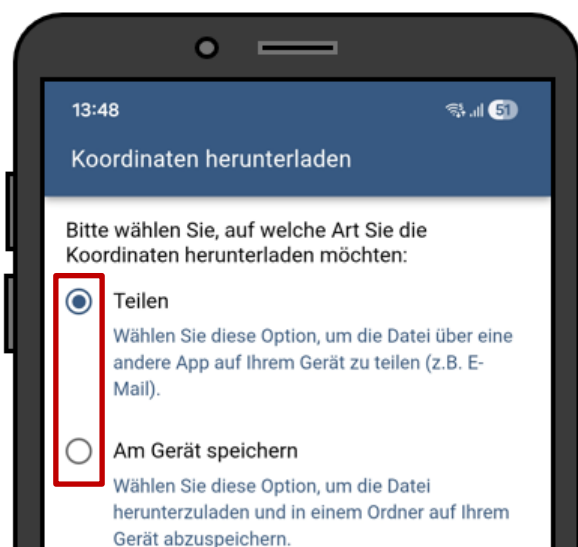 13:48 51
Koordinaten herunterladen
Bitte wählen Sie, auf welche Art Sie die
Koordinaten herunterladen möchten:
Teilen
Wählen Sie diese Option, um die Datei über eine
andere App auf Ihrem Gerät zu teilen (z.B. E-
Mail).
Am Gerät speichern
Wählen Sie diese Option, um die Datei
herunterzuladen und in einem Ordner auf Ihrem
Gerät abzuspeichern.